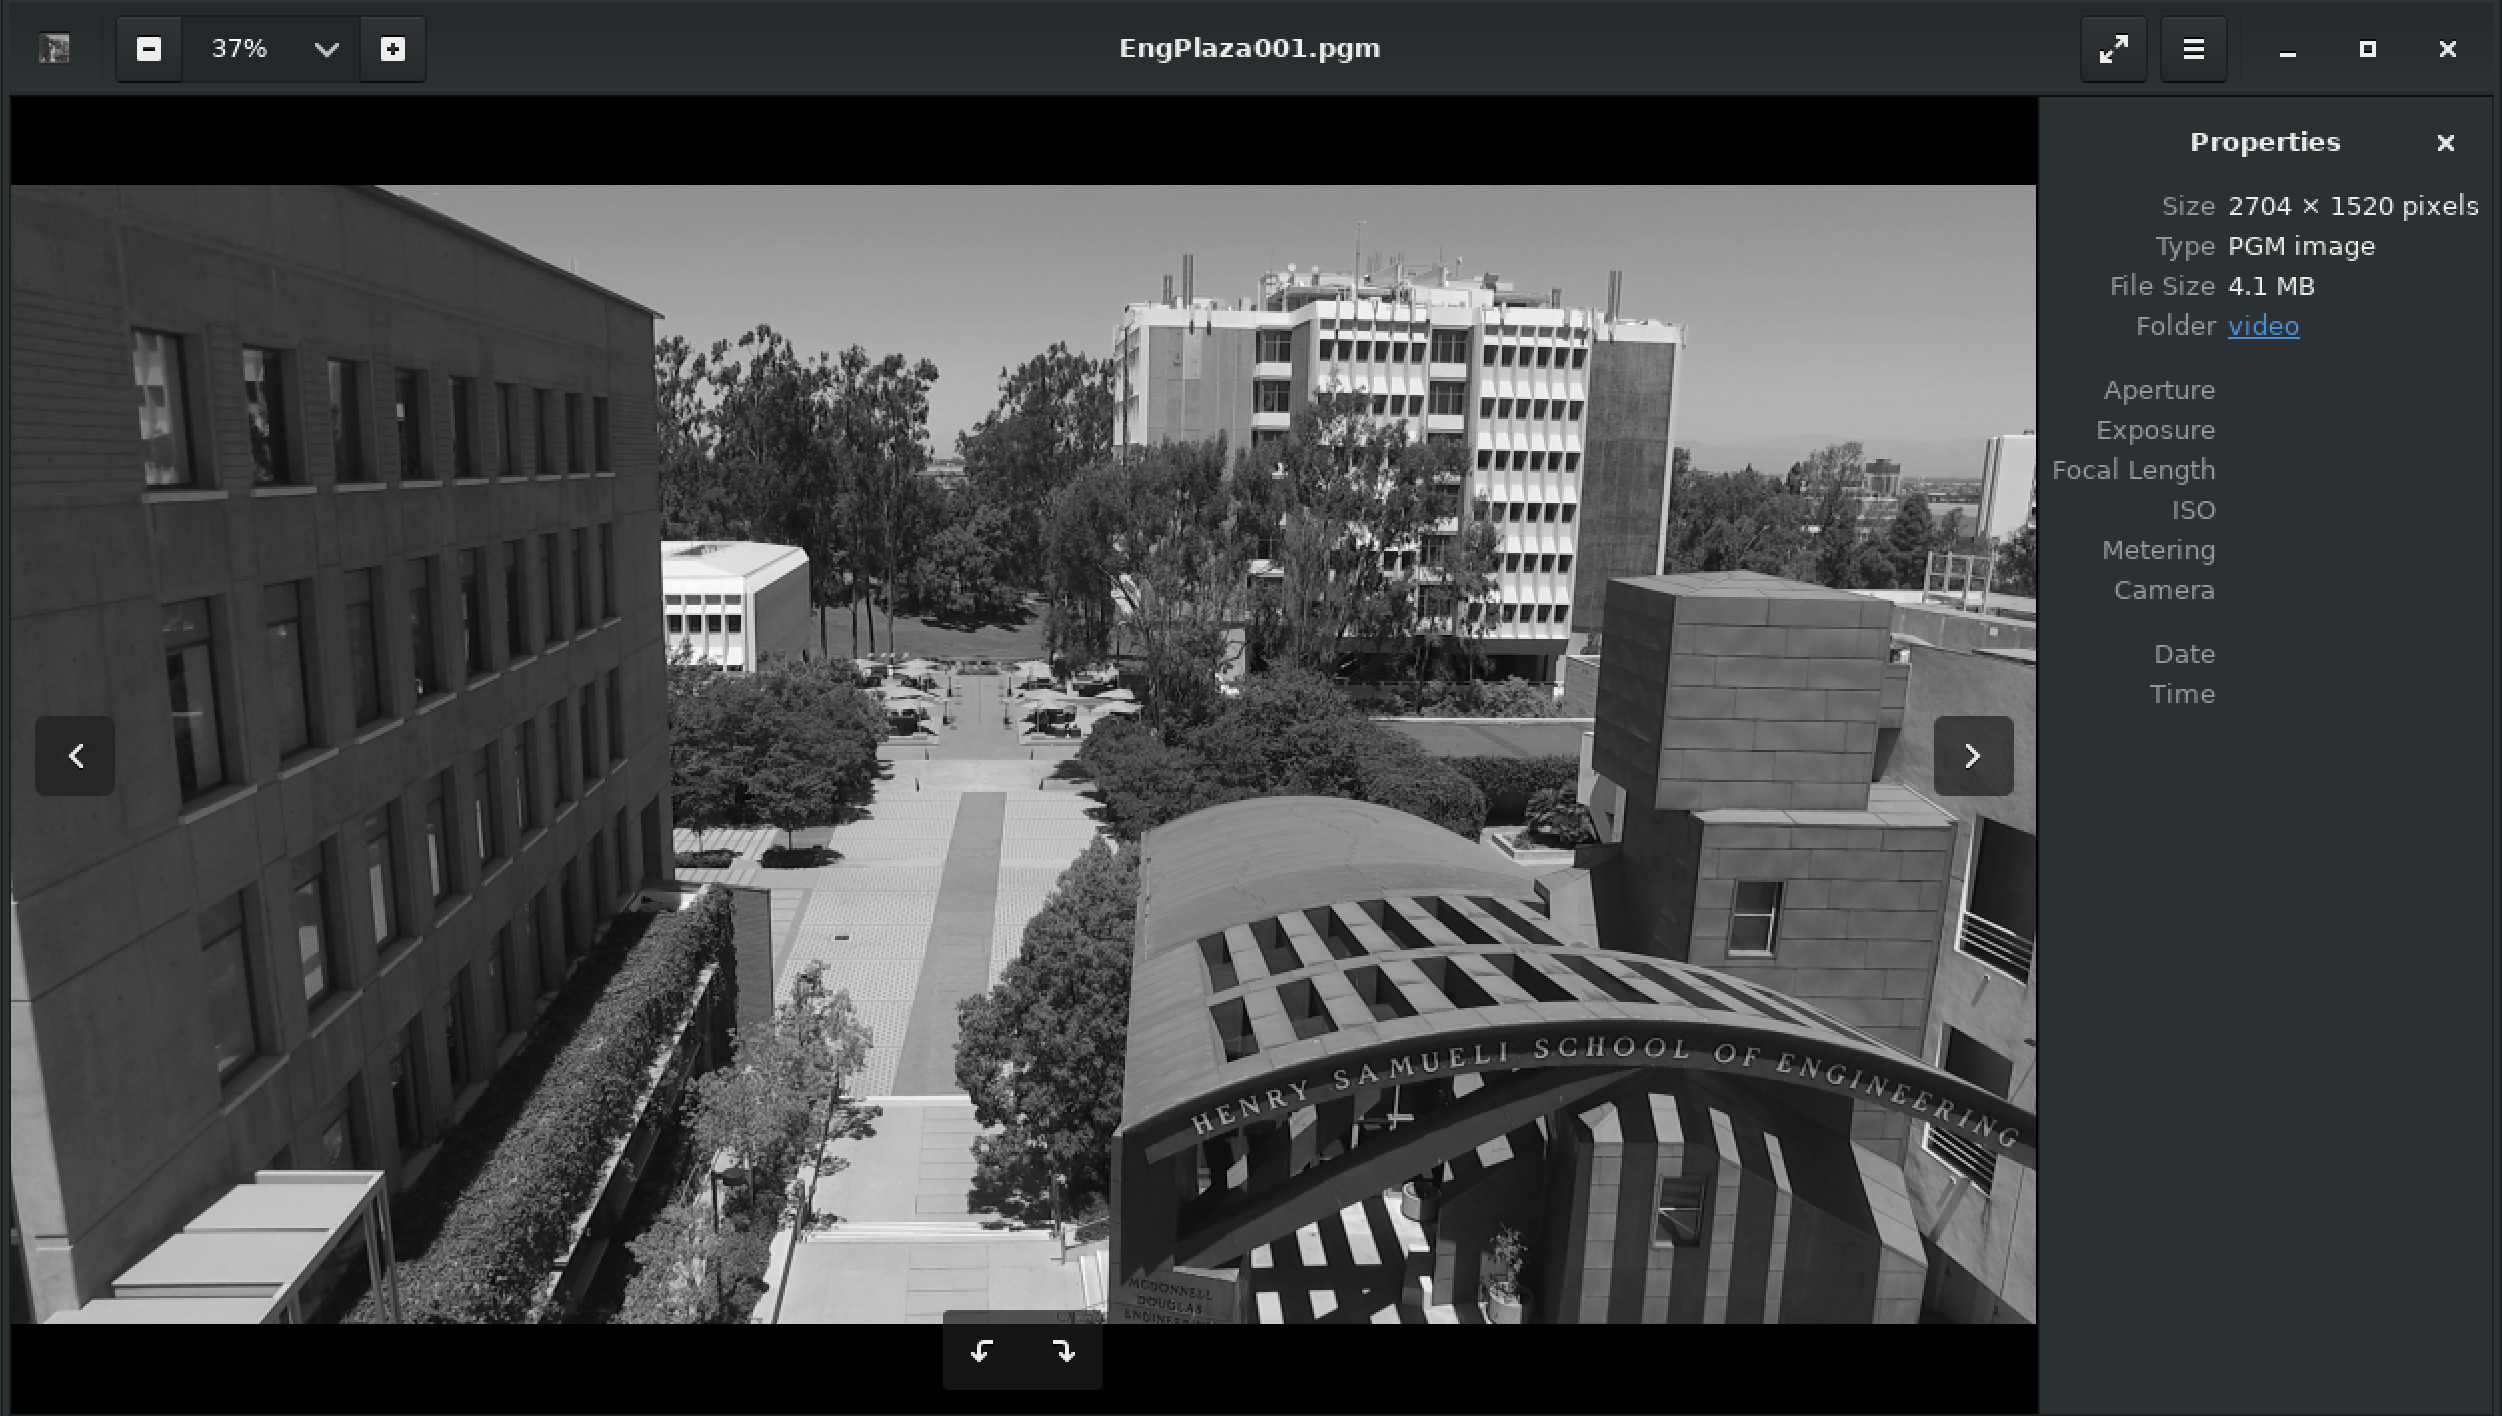 37%
EngPlaza001.pgm
Properties
Size 2704 × 1520 pixels
Type PGM image
File Size 4.1 MB
Folder video
Aperture
Exposure
Focal Length
ISO
Metering
Camera
Date
Time
HENRY SAMUELI SCHOOL OF ENGINEERING
MCDONNELL
DOUGLAS